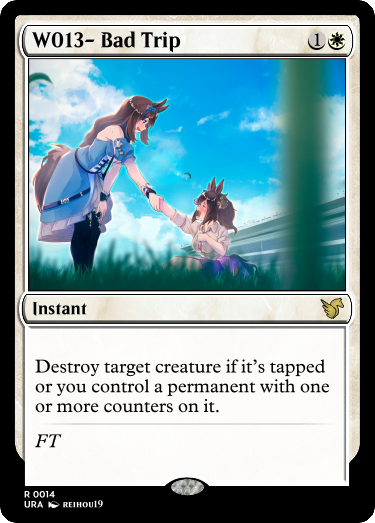 W013- Bad Trip 1
Instant
Destroy target creature if it's tapped
or you control a permanent with one
or more counters on it.
FT
R 0014
URA REIHOU19